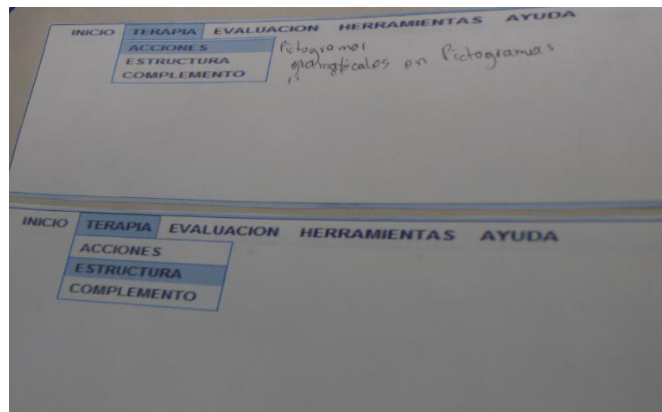 INICIO TERAPIA EVALUACION HERRAMIENTAS AYUDA
ACCIONES Pictogramas
ESTRUCTURA en Pictogramas
COMPLEMENTO
INICIO TERAPIA EVALUACION HERRAMIENTAS AYUDA
ACCIONES
ESTRUCTURA
COMPLEMENTO